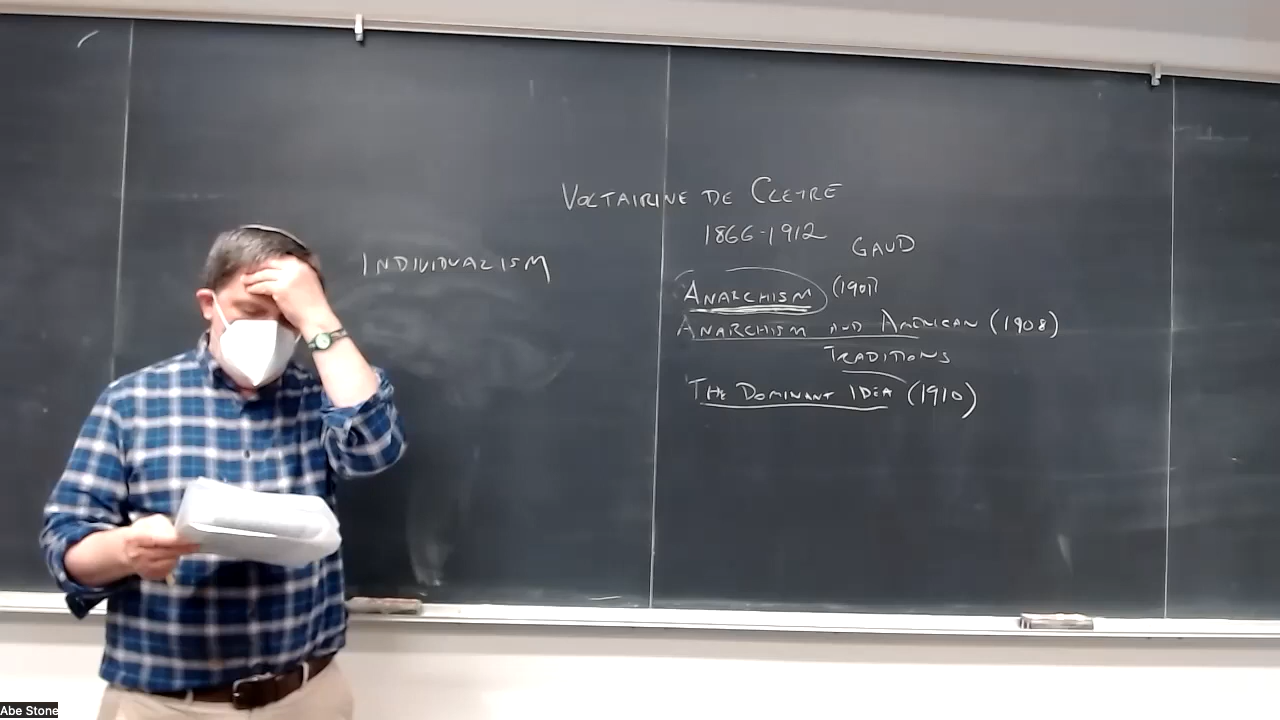 VOLTAIRINE DE CLEYRE
1866-1912
GAUD
INDIVIDUALISM
ANARCHISM (1901)
ANARCHISM AND AMERICAN (1908)
TRADITIONS
THE DOMINANT IDEA (1910)
Abe Stone